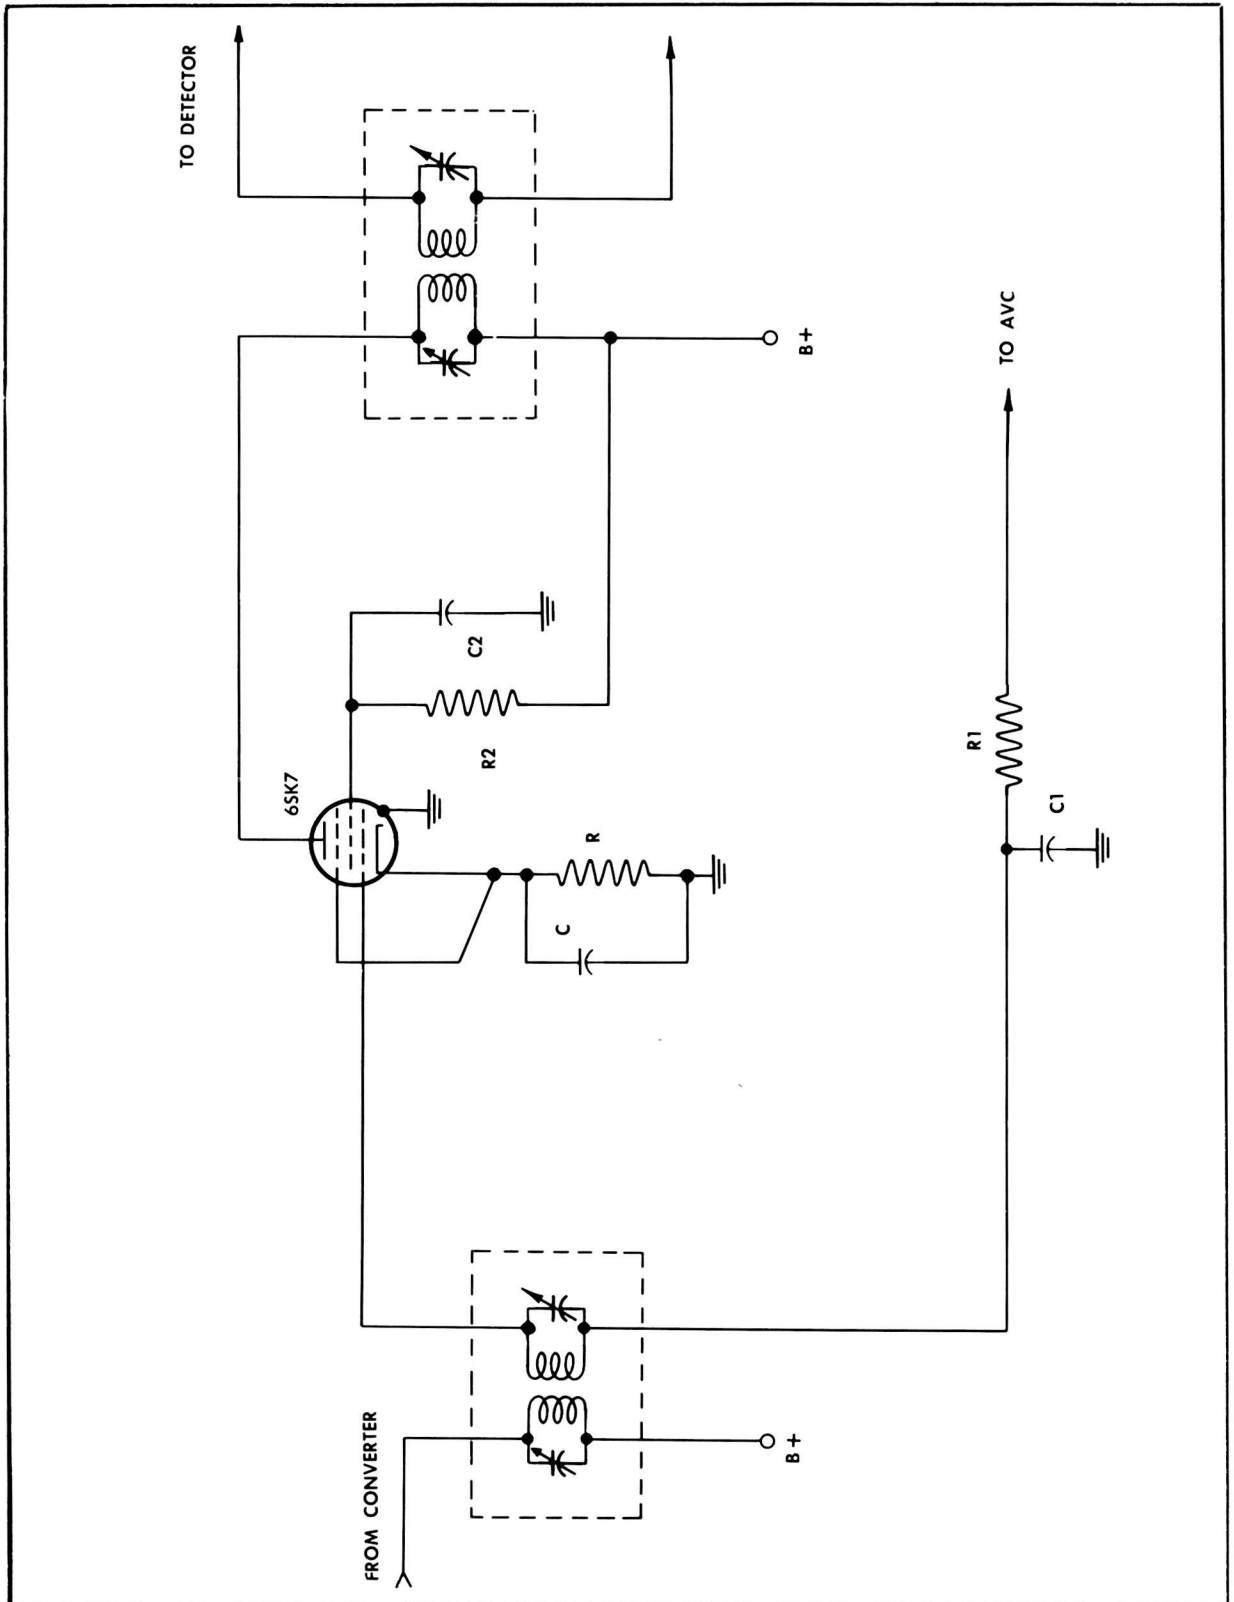 FROM CONVERTER
B+
6SK7
C
R
R2
C2
R1
C1
TO AVC
B+
TO DETECTOR